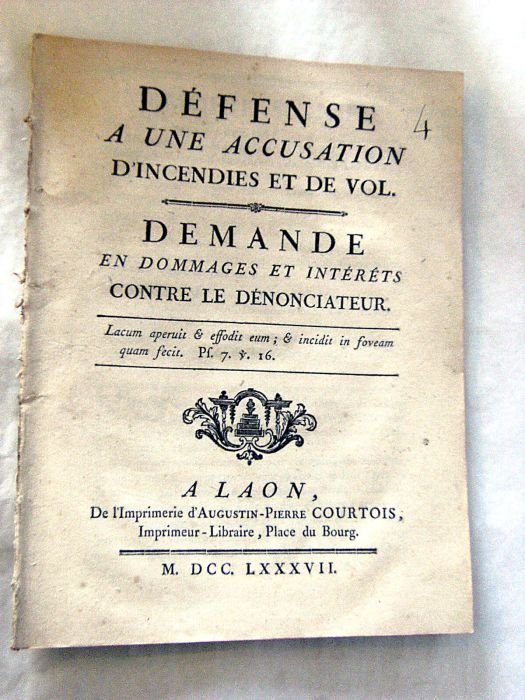 DÉFENSE
4
A UNE ACCUSATION
D'INCENDIES ET DE VOL.
DEMANDE
EN DOMMAGES ET INTÉRÊTS
CONTRE LE DÉNONCIATEUR.
Lacum aperuit & effodit eum ; & incidit in foveam
quam fecit. Pſ. 7. ℣. 16.
A LAON,
De l'Imprimerie d'AUGUSTIN-PIERRE COURTOIS,
Imprimeur-Libraire, Place du Bourg.
M. DCC. LXXXVII.